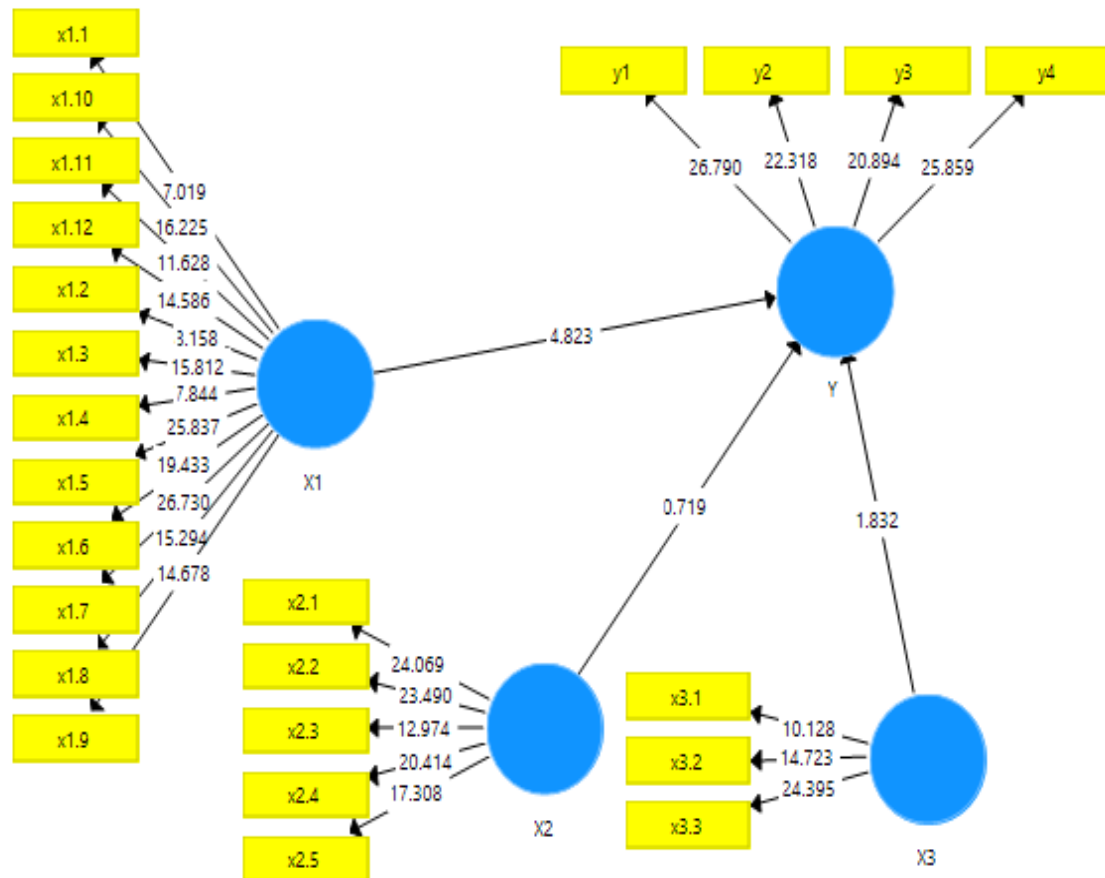 x1.1
x1.10
x1.11
x1.12
x1.2
x1.3
x1.4
x1.5
x1.6
x1.7
x1.8
x1.9
7.019
16.225
11.628
14.586
3.158
15.812
7.844
25.837
19.433
26.730
15.294
14.678
X1
4.823
y1
y2
y3
y4
26.790
22.318
20.894
25.859
Y
0.719
1.832
x2.1
x2.2
x2.3
x2.4
x2.5
24.069
23.490
12.974
20.414
17.308
X2
x3.1
x3.2
x3.3
10.128
14.723
24.395
X3